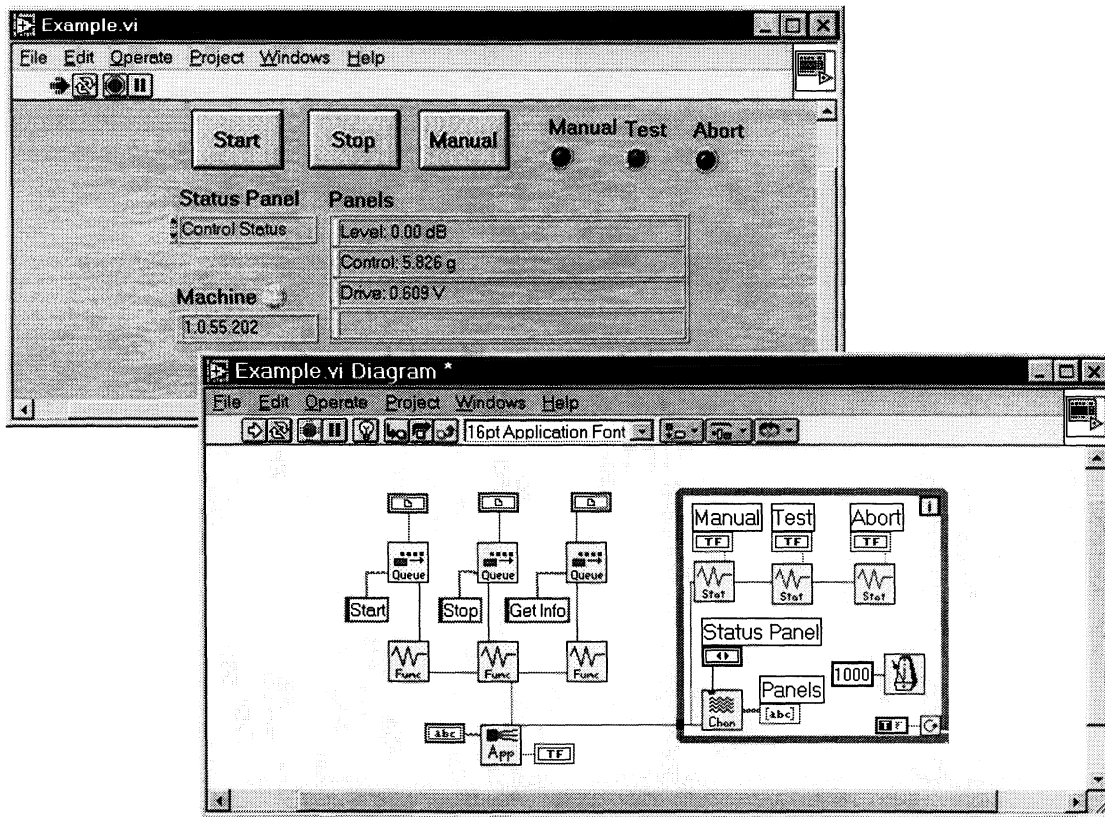 Example.vi
File Edit Operate Project Windows Help
Start Stop Manual
Manual Test Abort
Status Panel Panels
Control Status
Level: 0.00 dB
Control: 5.826 g
Drive: 0.609 V
Machine
1.0.55.202
Example.vi Diagram *
File Edit Operate Project Windows Help
16pt Application Font
Manual Test Abort
TF TF TF
Queue Queue Queue
Stat Stat Stat
Start Stop Get Info
Status Panel
Func Func Func
1000
Panels
[abc]
Chan
abc
App
TF
T F
i